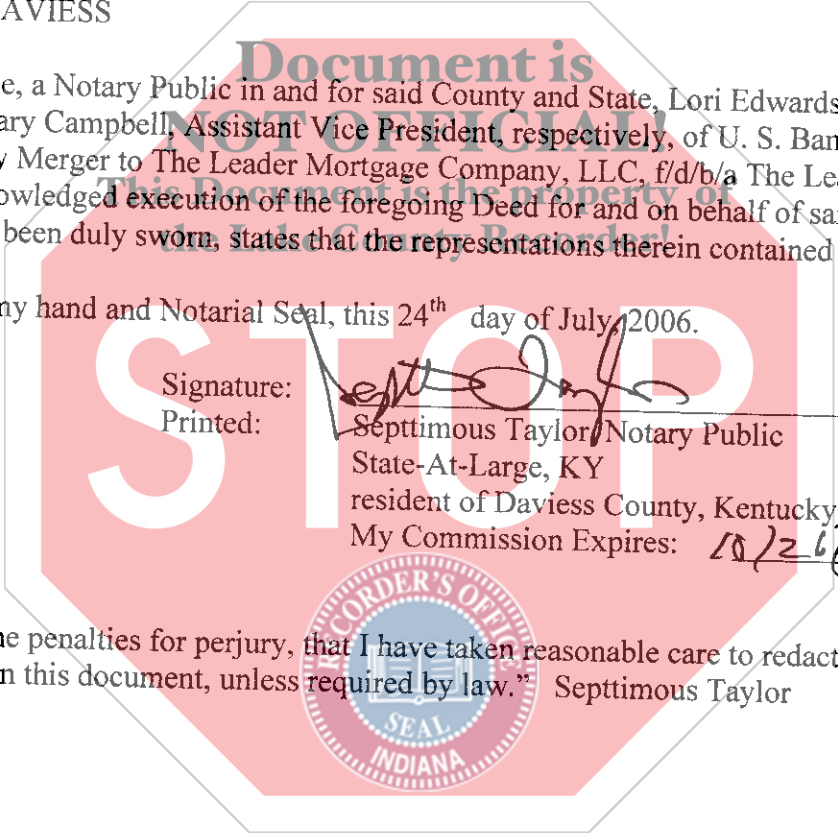 AVIESS
Document is
e, a Notary Public in and for said County and State, Lori Edwards
NOT OFFICIAL!
ary Campbell, Assistant Vice President, respectively, of U. S. Ban
y Merger to The Leader Mortgage Company, LLC, f/d/b/a The Le
This Document is the property of
owledged execution of the foregoing Deed for and on behalf of sa
the Lake County Recorder!
been duly sworn, states that the representations therein contained
ny hand and Notarial Seal, this 24th day of July, 2006.
STOP
Signature:
Printed: Septtimous Taylor, Notary Public
State-At-Large, KY
resident of Daviess County, Kentucky
My Commission Expires: 10/26/
RECORDER'S OFFICE
ne penalties for perjury, that I have taken reasonable care to redact
n this document, unless required by law." Septtimous Taylor
SEAL
INDIANA